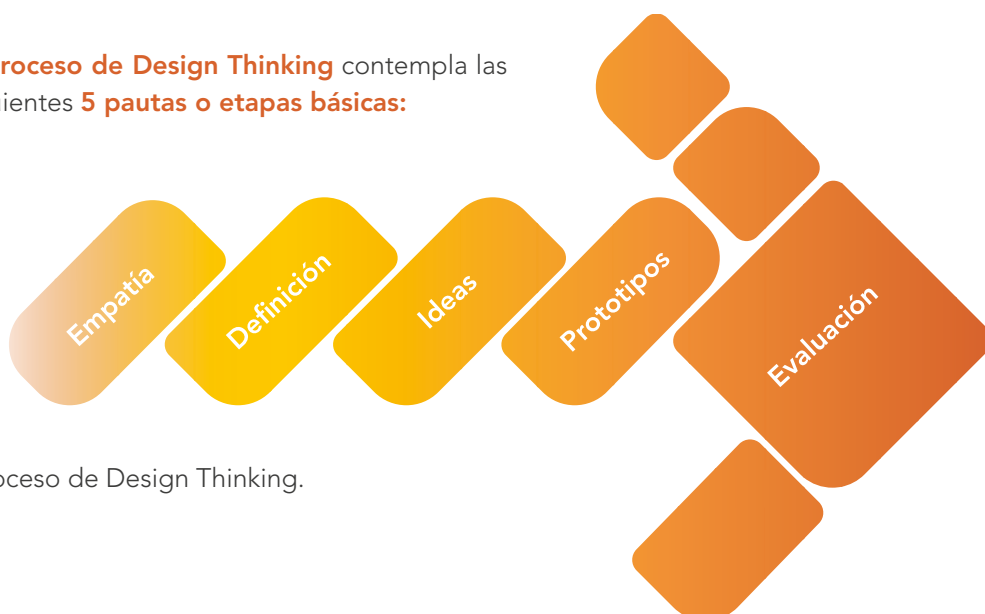 roceso de Design Thinking contempla las
uientes 5 pautas o etapas básicas:
Empatía
Definición
Ideas
Prototipos
Evaluación
oceso de Design Thinking.